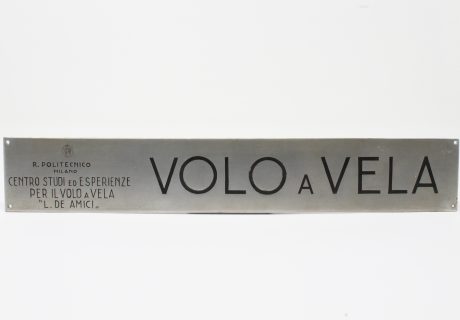 R. POLITECNICO
MILANO
CENTRO STUDI ED ESPERIENZE
PER IL VOLO A VELA
"L. DE AMICI„
VOLO A VELA